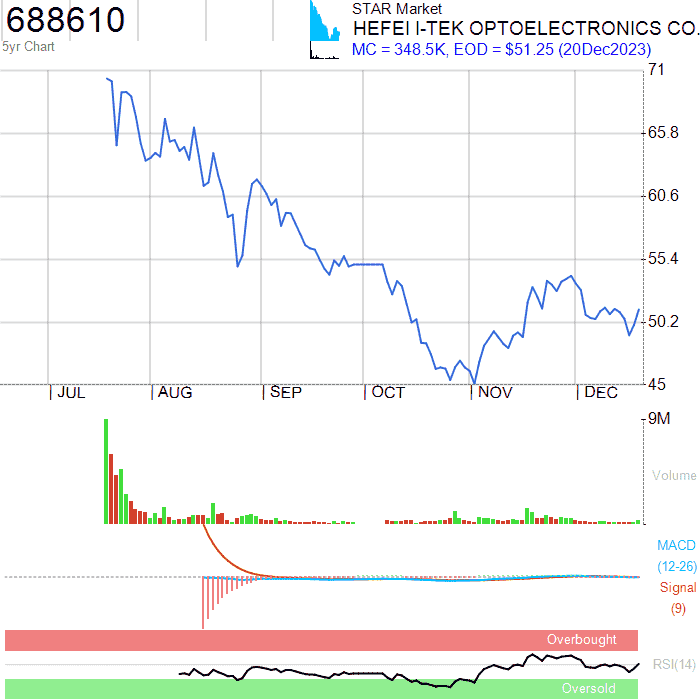 688610
5yr Chart
STAR Market
HEFEI I-TEK OPTOELECTRONICS CO.
MC = 348.5K, EOD = $51.25 (20Dec2023)
71
65.8
60.6
55.4
50.2
45
JUL AUG SEP OCT NOV DEC
9M
Volume
MACD
(12-26)
Signal
(9)
Overbought
RSI(14)
Oversold